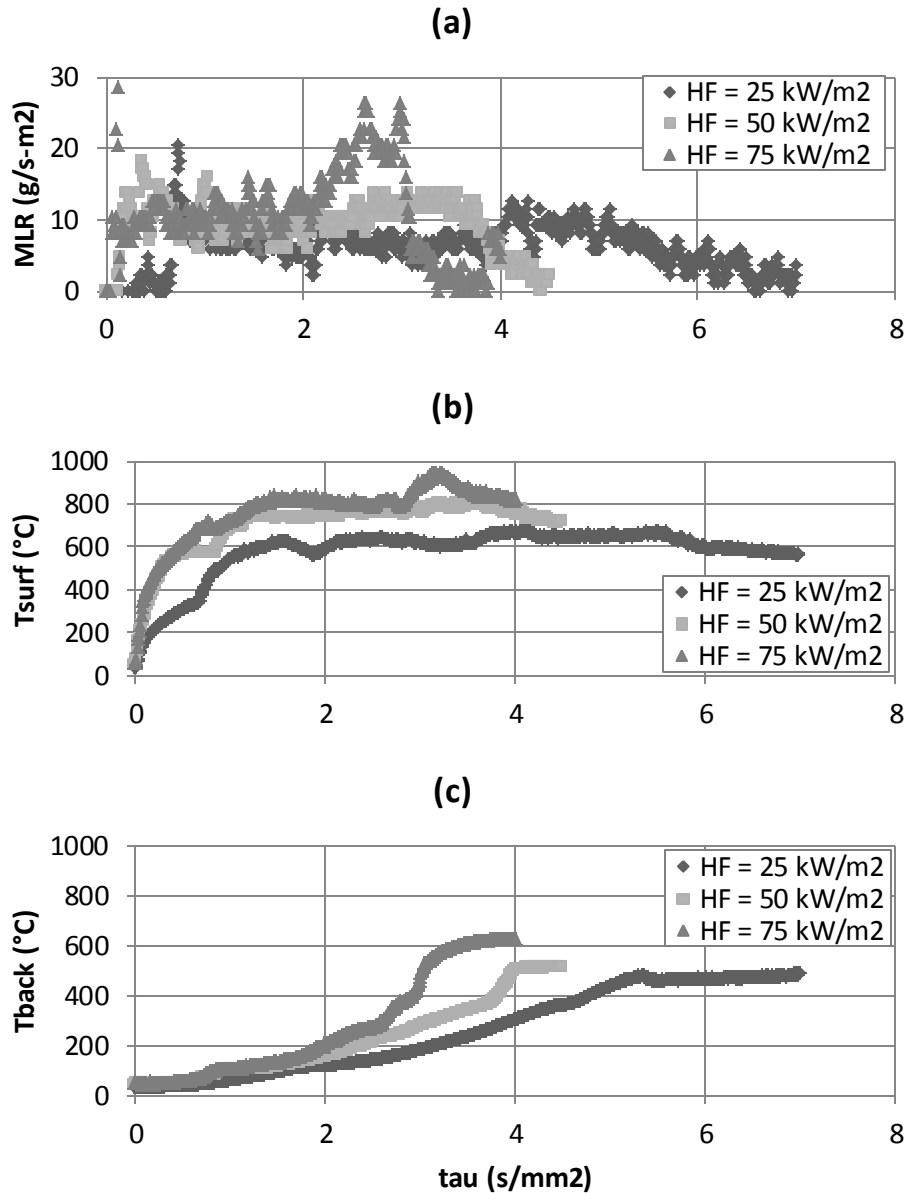 (a)
30
20
10
0
MLR (g/s-m2)
HF = 25 kW/m2
HF = 50 kW/m2
HF = 75 kW/m2
0 2 4 6 8
(b)
1000
800
600
400
200
0
Tsurf (°C)
HF = 25 kW/m2
HF = 50 kW/m2
HF = 75 kW/m2
0 2 4 6 8
(c)
1000
800
600
400
200
0
Tback (°C)
HF = 25 kW/m2
HF = 50 kW/m2
HF = 75 kW/m2
0 2 4 6 8
tau (s/mm2)